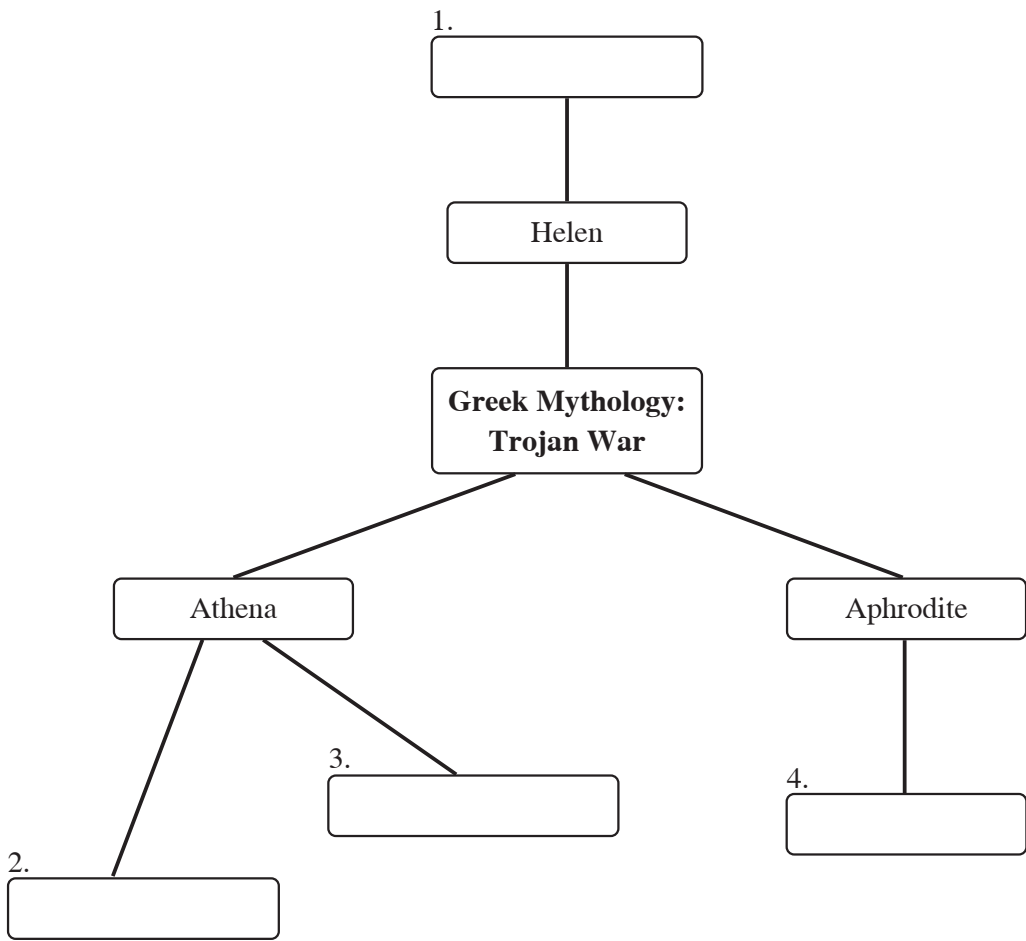 1.
Helen
Greek Mythology:
Trojan War
Athena
Aphrodite
3.
4.
2.